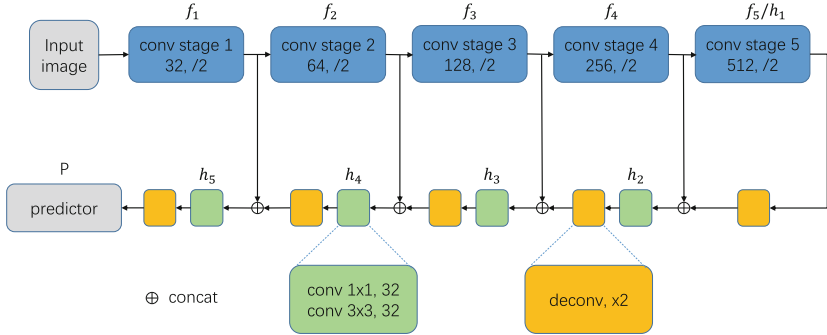 f₁
f₂
f₃
f₄
f₅/h₁
Input
image
conv stage 1
32, /2
conv stage 2
64, /2
conv stage 3
128, /2
conv stage 4
256, /2
conv stage 5
512, /2
P
h₅
h₄
h₃
h₂
predictor
conv 1x1, 32
conv 3x3, 32
deconv, x2
⊕ concat